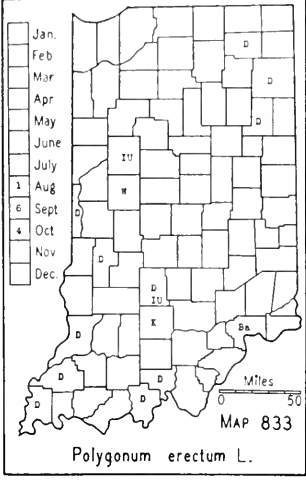 Jan.
Feb
Mar
Apr
May
June
July
1 Aug
6 Sept
4 Oct
Nov
Dec.
D
D
D
IU
W
D
D
D
IU
K
D
Ba
D
D
D
D
Miles
0 50
MAP 833
Polygonum erectum L.